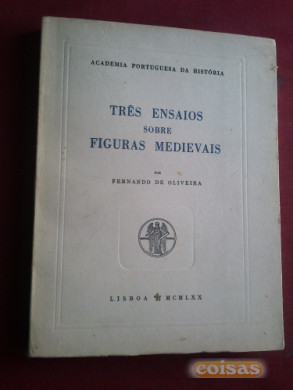 ACADEMIA PORTUGUESA DA HISTÓRIA
TRÊS ENSAIOS
SOBRE
FIGURAS MEDIEVAIS
POR
FERNANDO DE OLIVEIRA
LISBOA MCMLXX
coisas